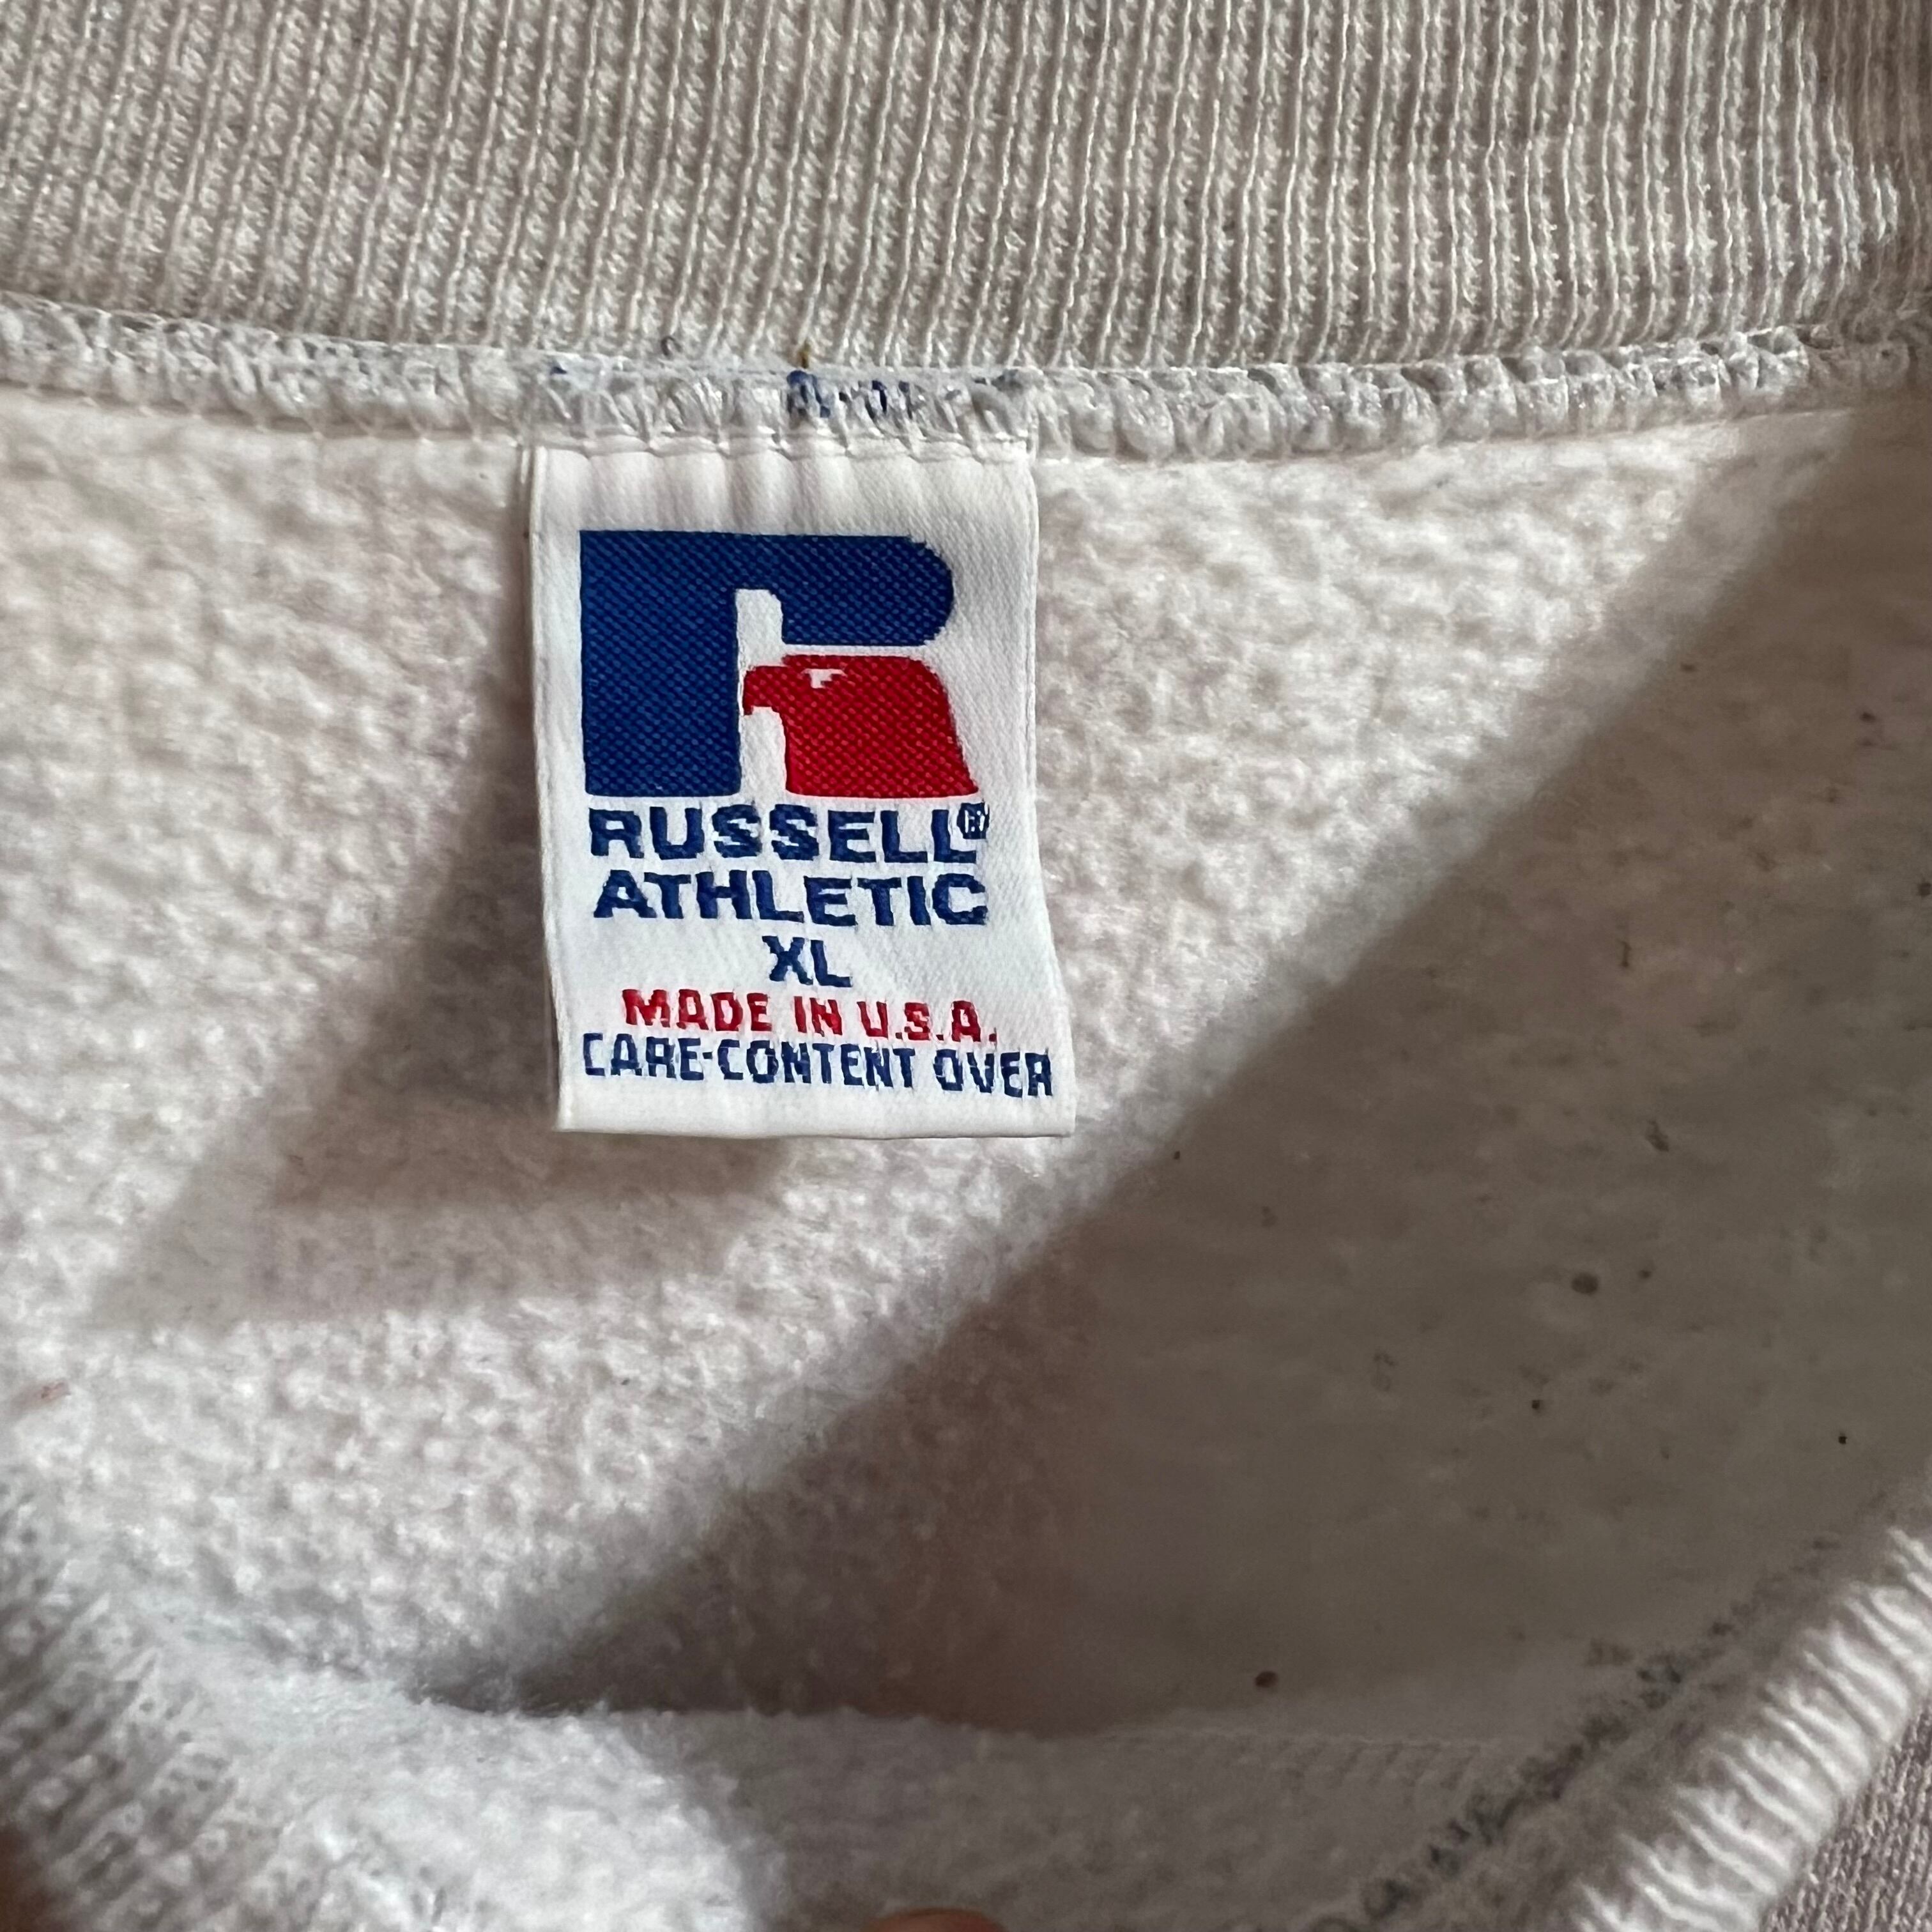 RUSSELL®
ATHLETIC
XL
MADE IN U.S.A.
CARE-CONTENT OVER